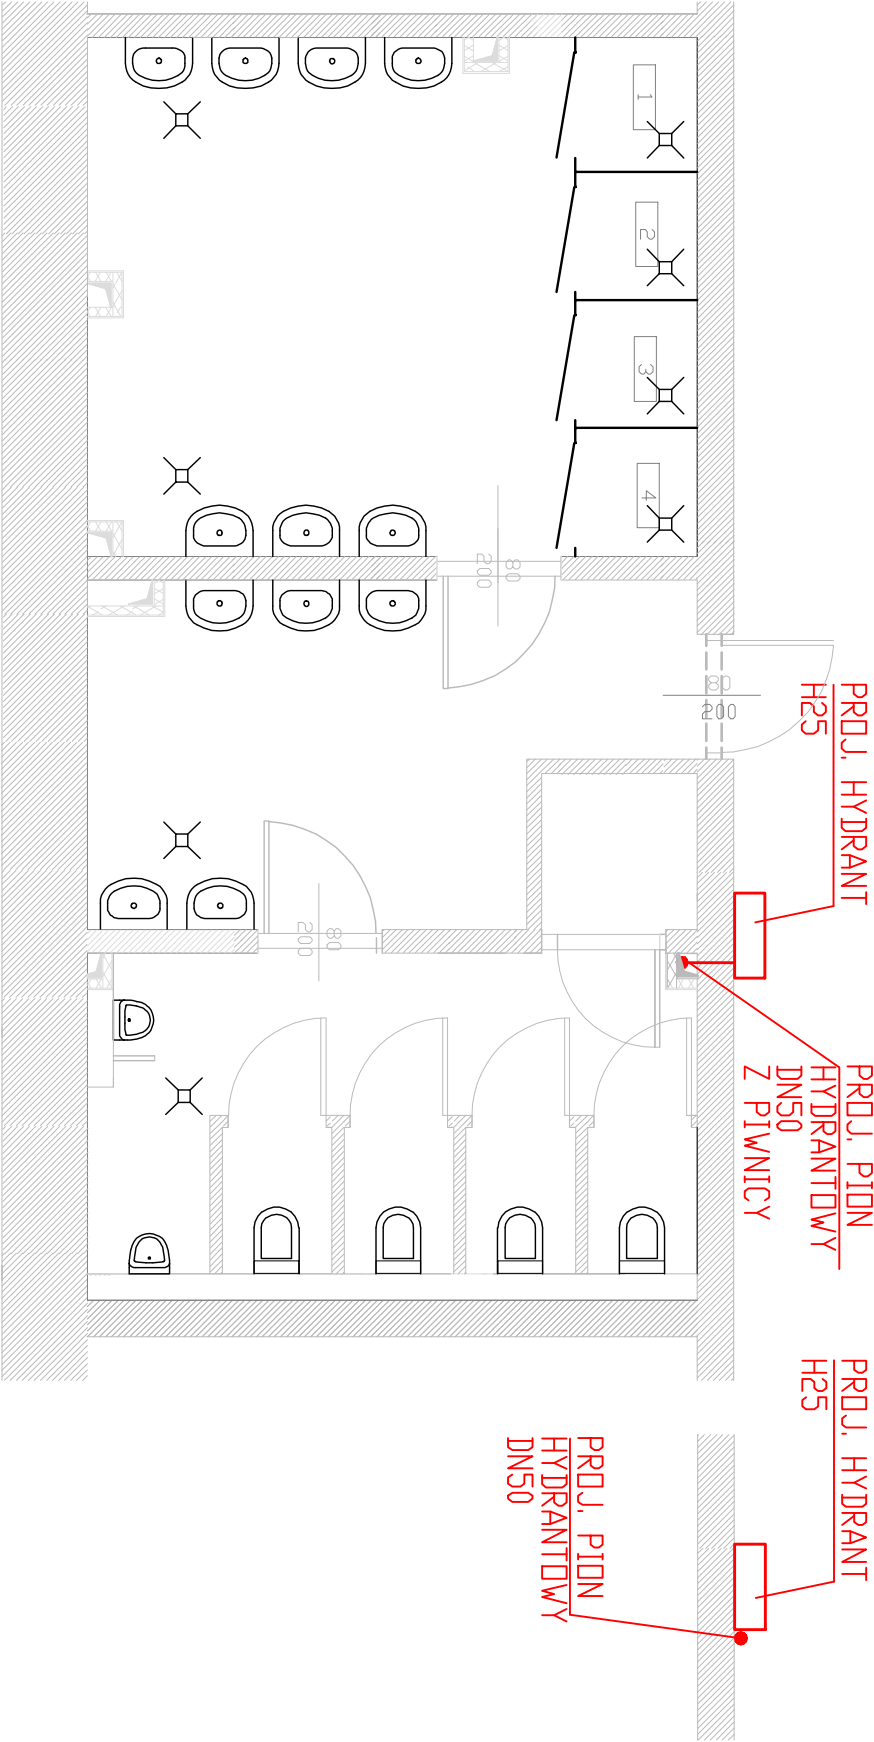 1
2
3
4
80
200
80
200
80
200
PROJ. HYDRANT
H25
PROJ. PION
HYDRANTOWY
DN50
Z PIWNICY
PROJ. HYDRANT
H25
PROJ. PION
HYDRANTOWY
DN50